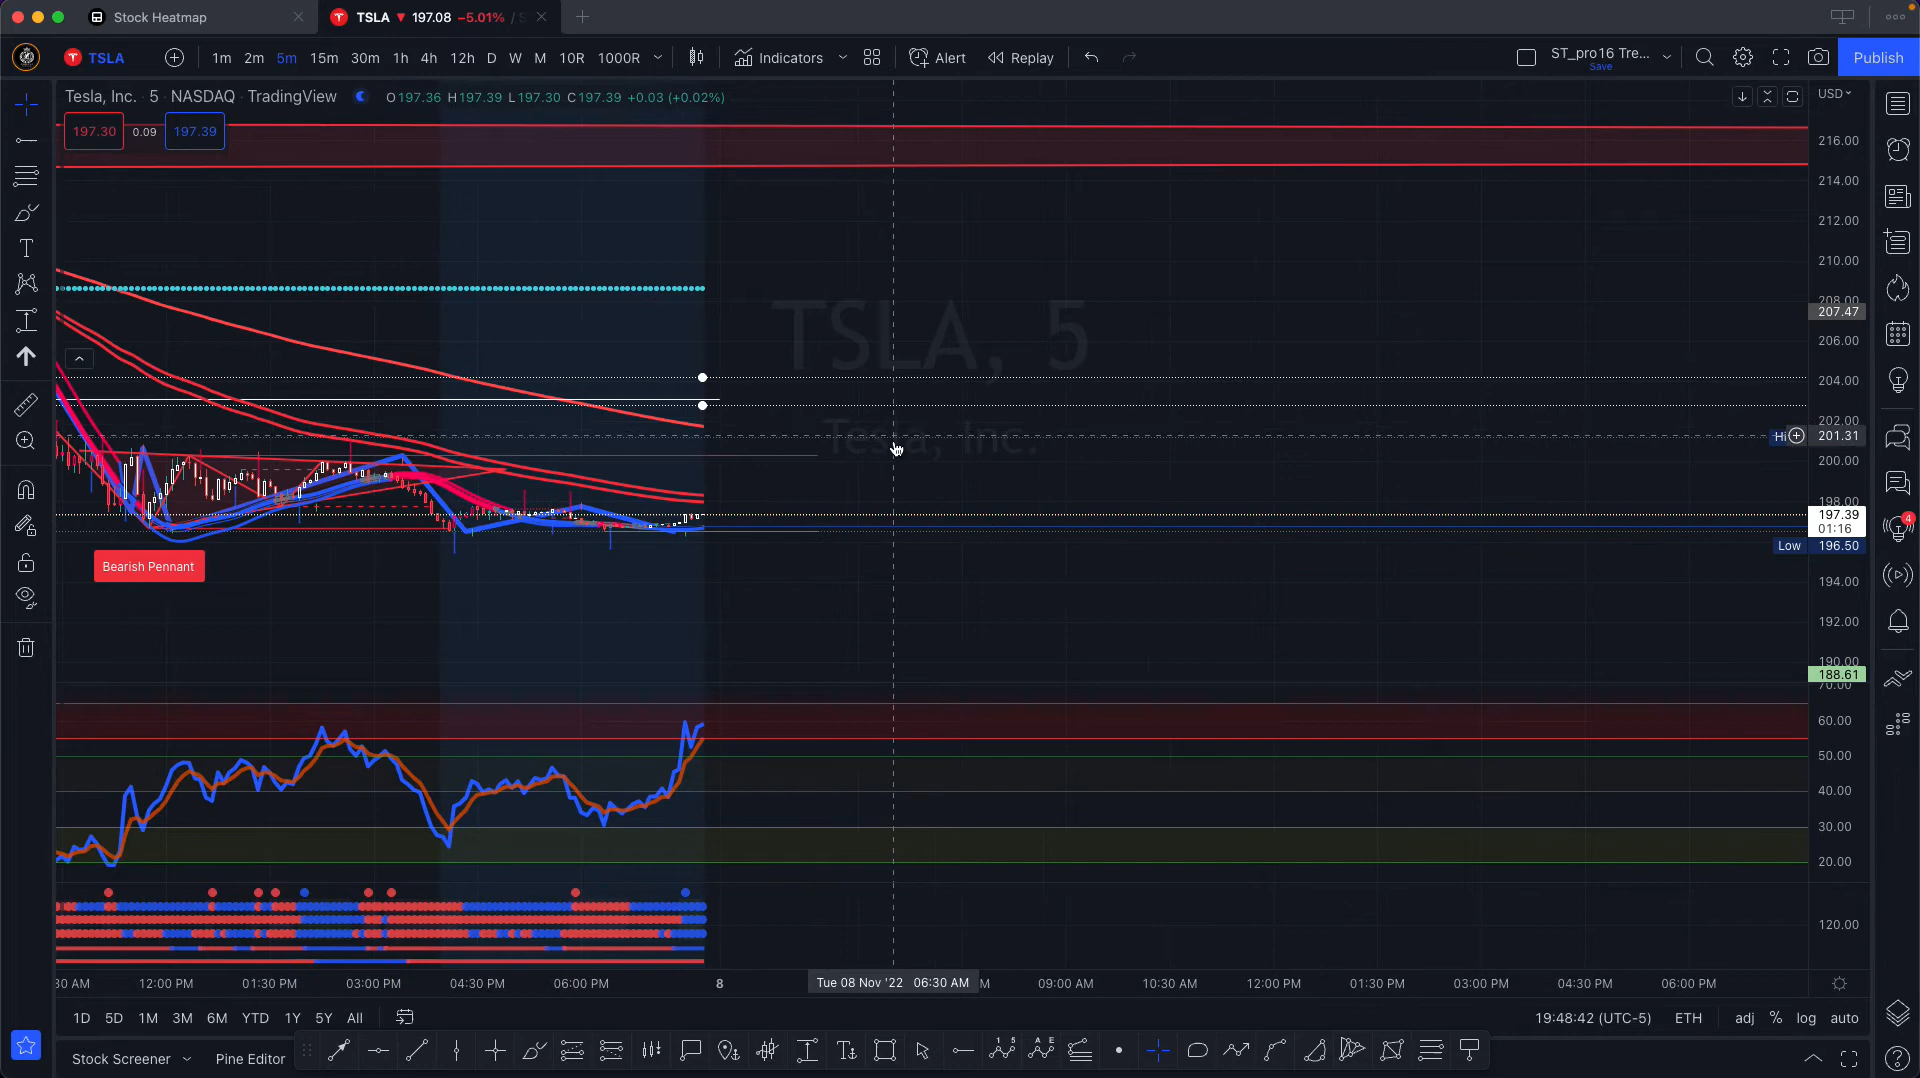 Stock Heatmap
TSLA ▼ 197.08 −5.01% / S
TSLA
1m 2m 5m 15m 30m 1h 4h 12h D W M 10R 1000R
Indicators
Alert
Replay
ST_pro16 Tre...
Save
Publish
Tesla, Inc. · 5 · NASDAQ · TradingView
O197.36 H197.39 L197.30 C197.39 +0.03 (+0.02%)
USD
197.30 0.09 197.39
TSLA, 5
Tesla, Inc.
Bearish Pennant
216.00
214.00
212.00
210.00
208.00
207.47
206.00
204.00
202.00
Hi 201.31
200.00
198.00
197.39
01:16
Low 196.50
194.00
192.00
190.00
188.61
70.00
60.00
50.00
40.00
30.00
20.00
120.00
4
30 AM 12:00 PM 01:30 PM 03:00 PM 04:30 PM 06:00 PM 8 Tue 08 Nov '22 06:30 AM M 09:00 AM 10:30 AM 12:00 PM 01:30 PM 03:00 PM 04:30 PM 06:00 PM
1D 5D 1M 3M 6M YTD 1Y 5Y All
19:48:42 (UTC-5) ETH adj % log auto
Stock Screener
Pine Editor